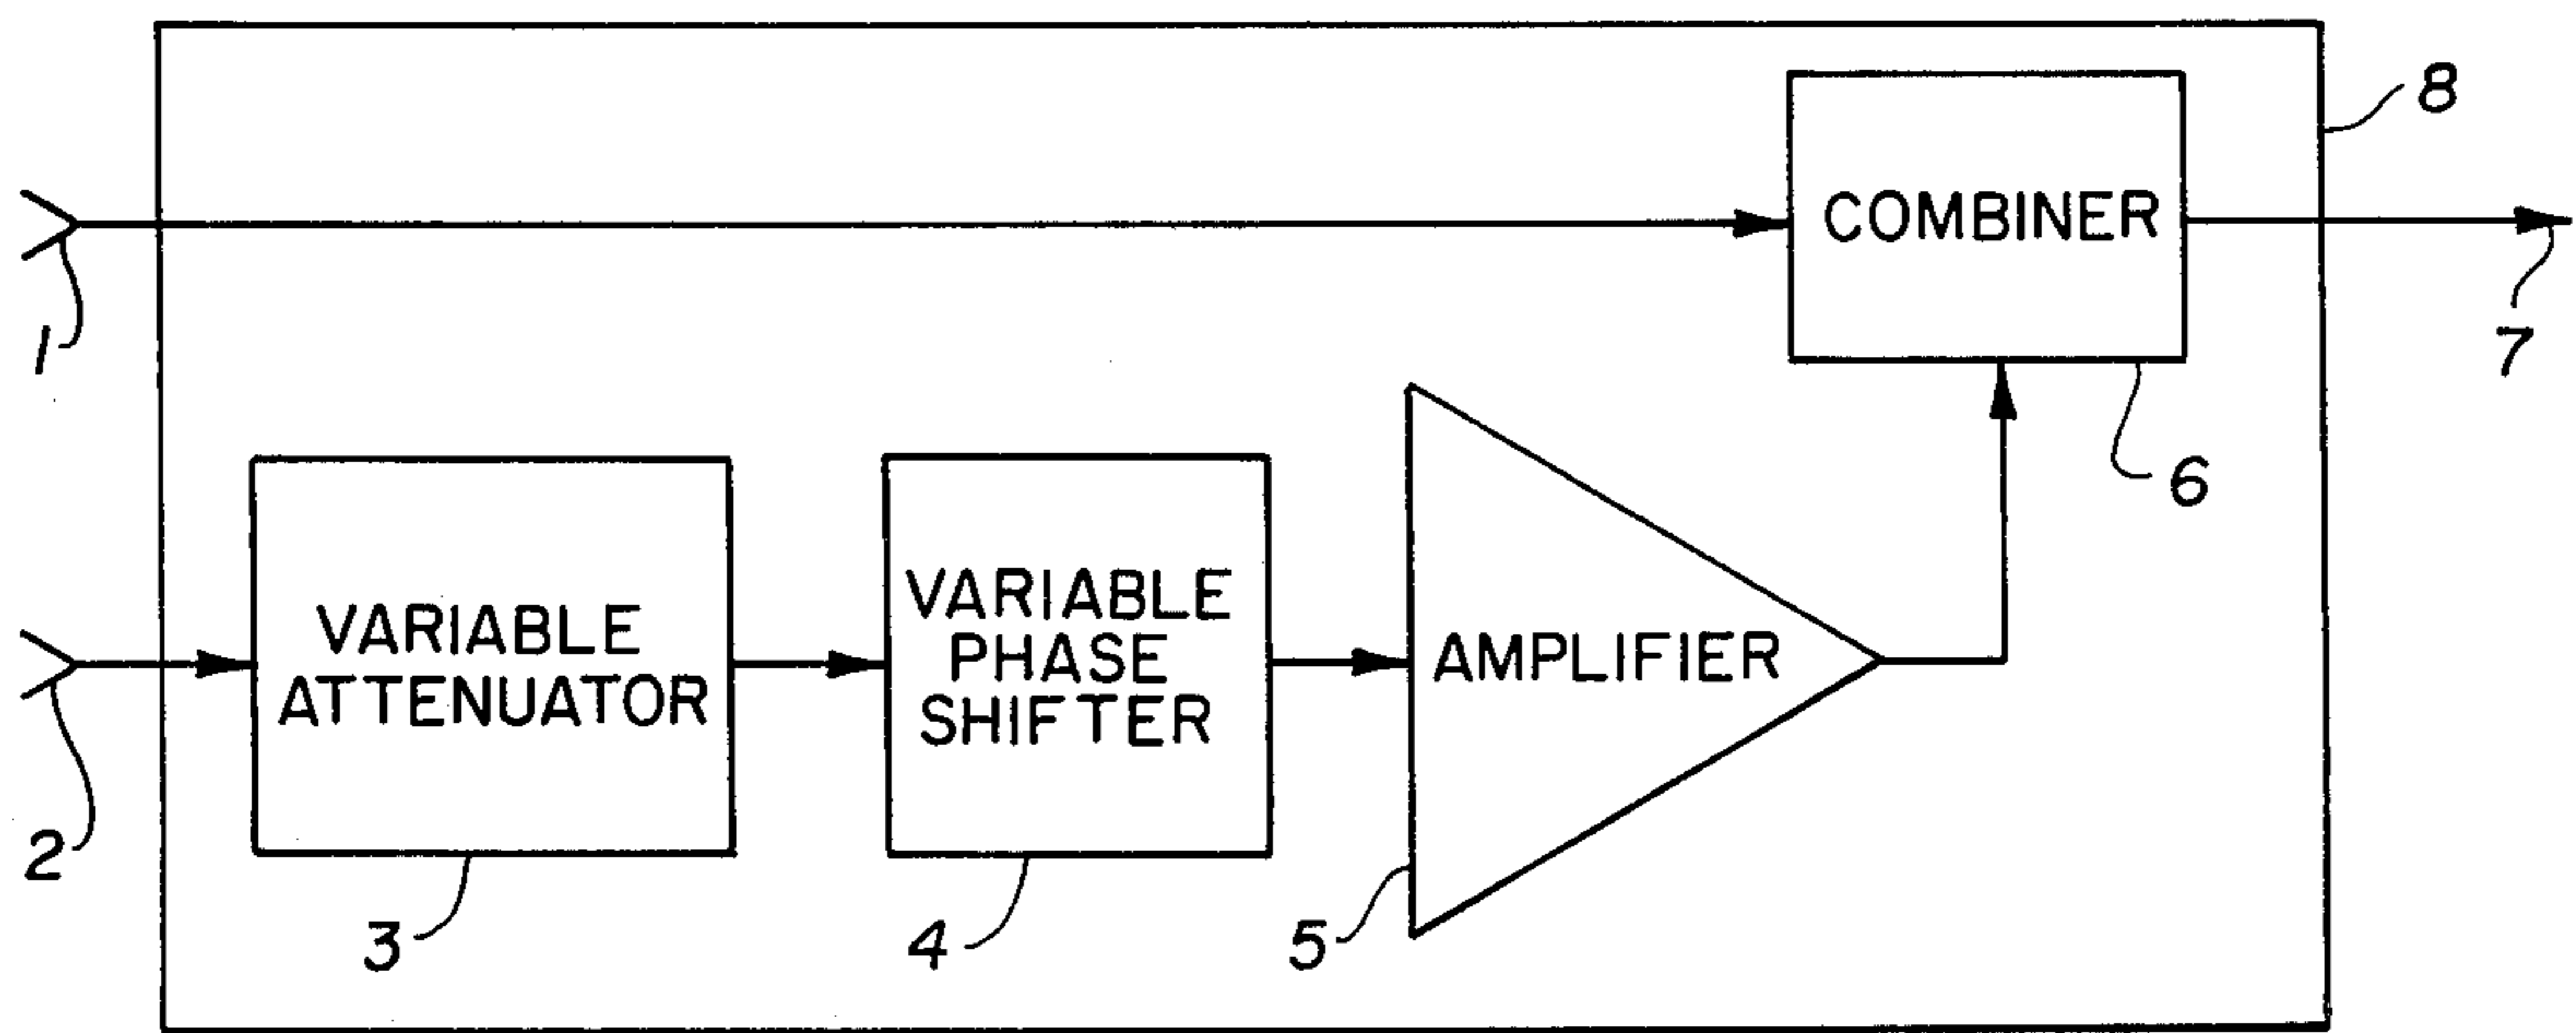 8
COMBINER
1
7
6
VARIABLE
ATTENUATOR
VARIABLE
PHASE
SHIFTER
AMPLIFIER
2
3
4
5